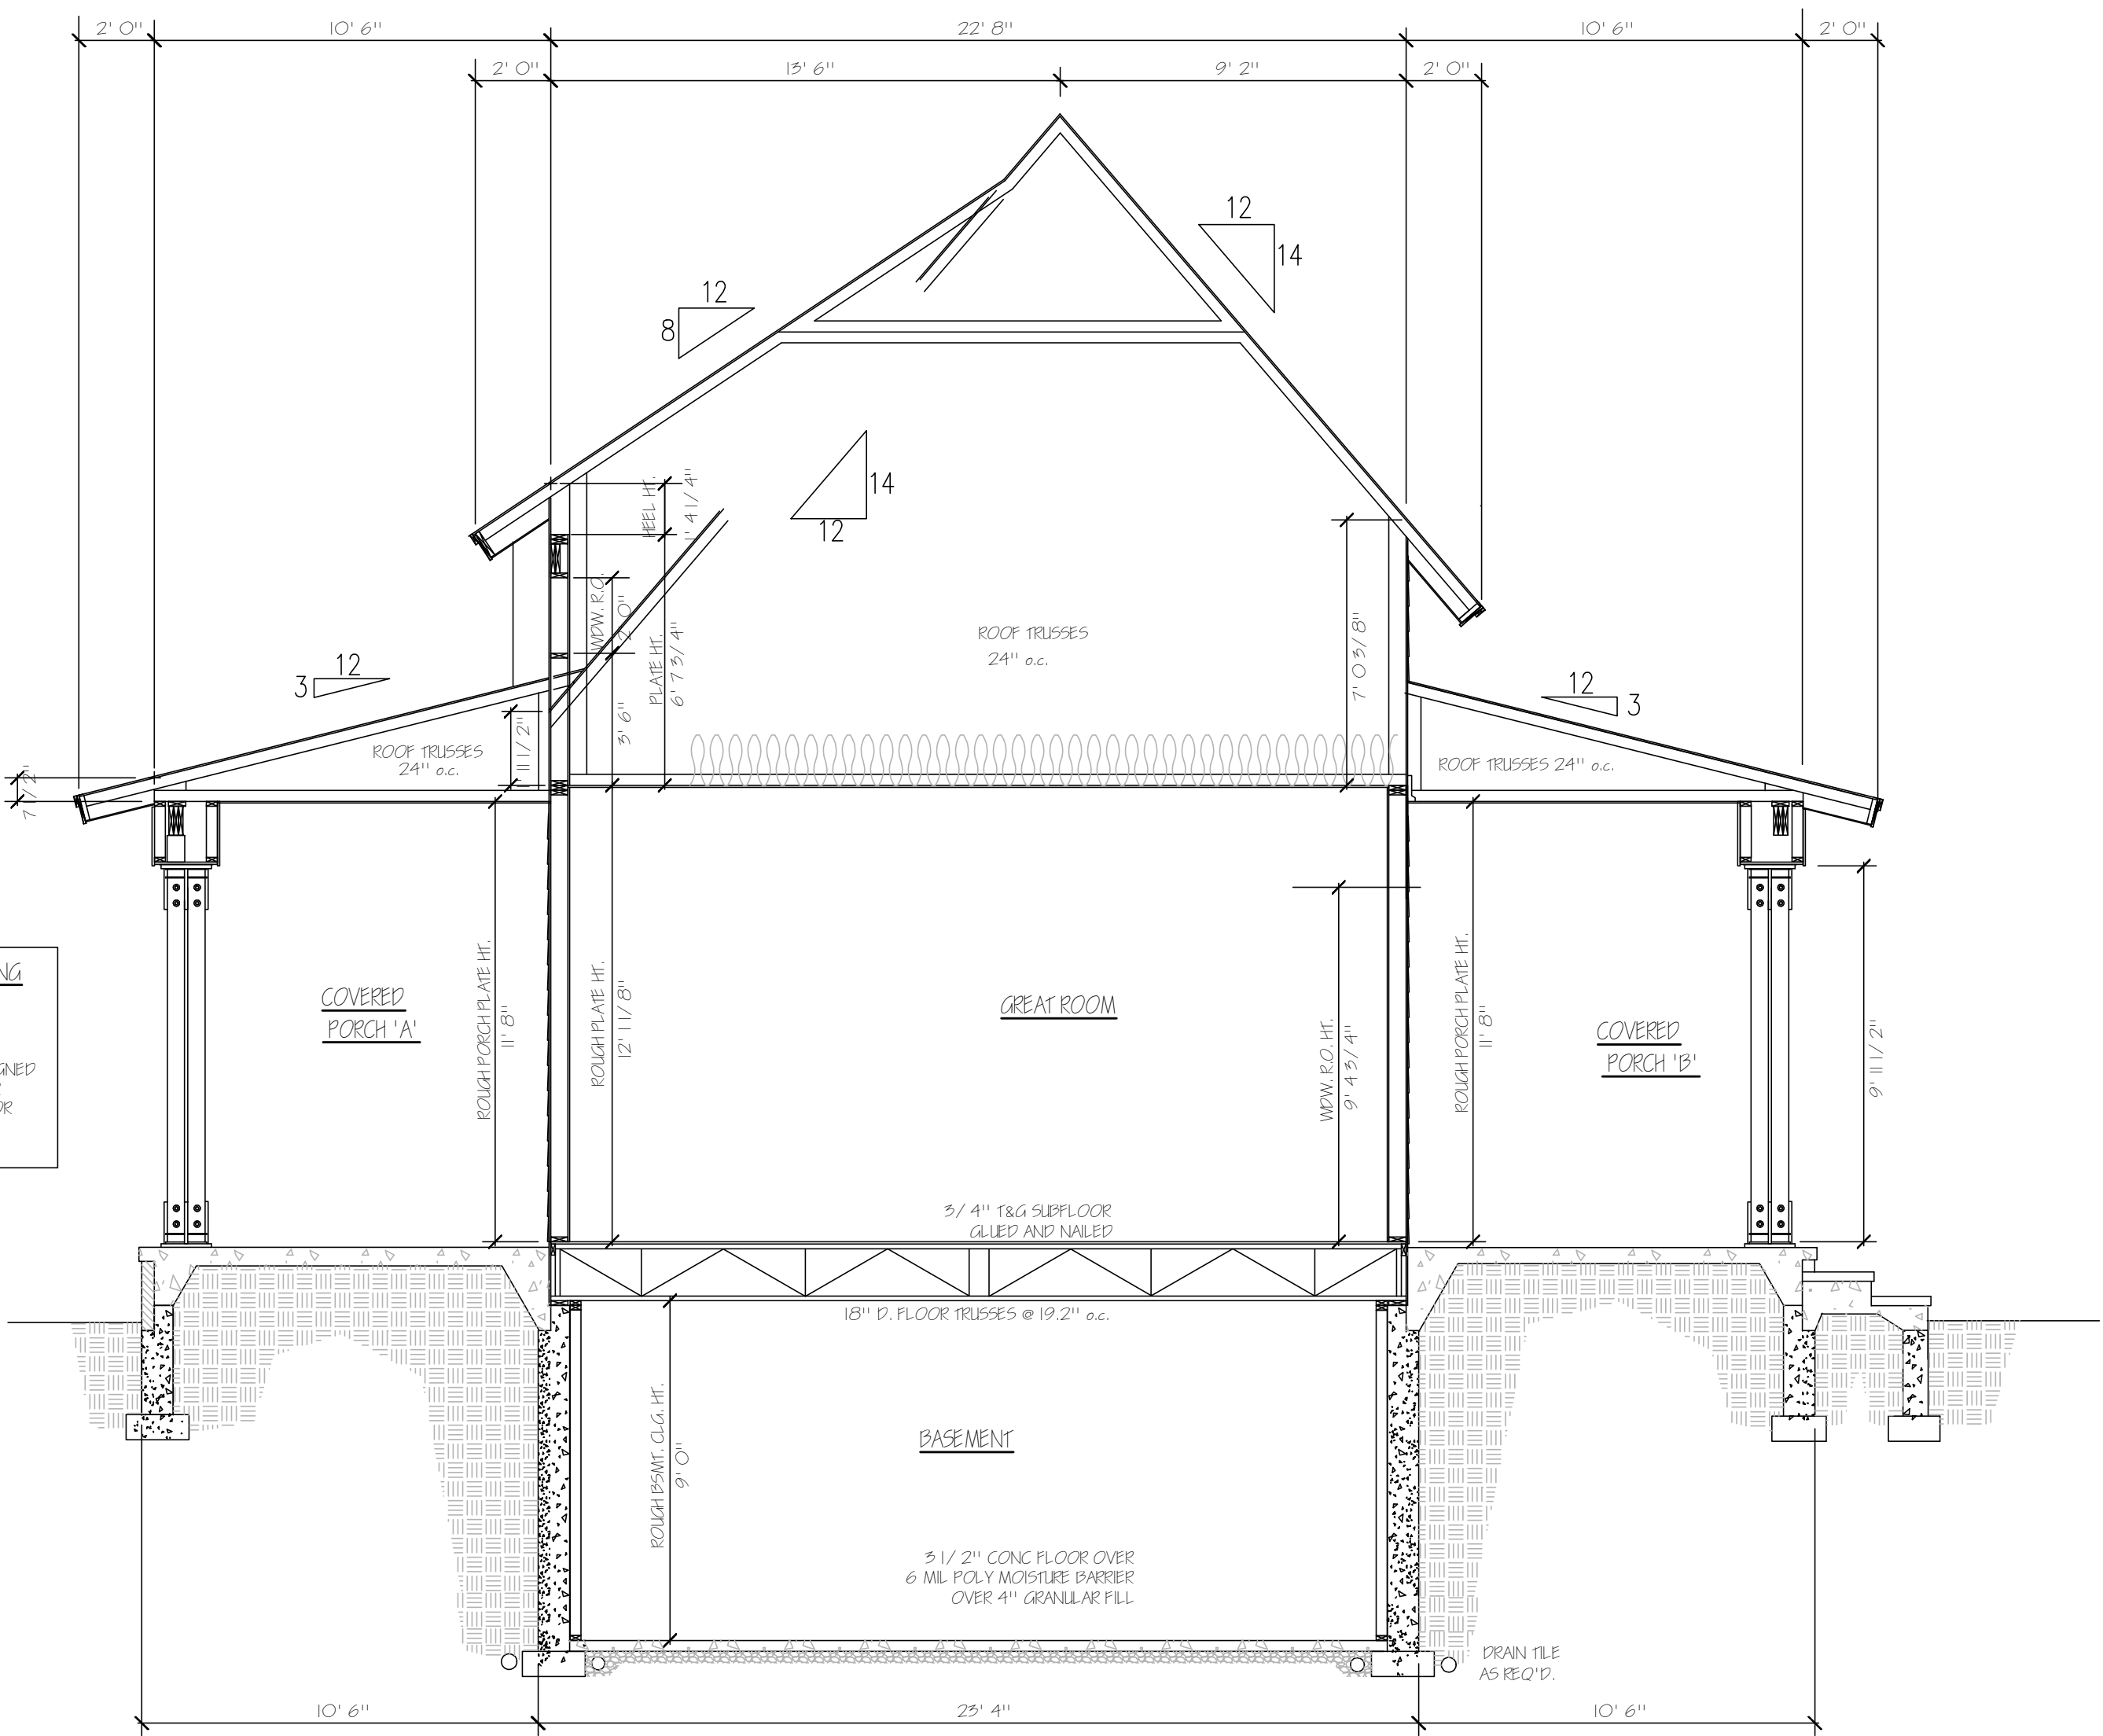 2' 0" 10' 6" 22' 8" 10' 6" 2' 0"
2' 0" 13' 6" 9' 2" 2' 0"
12
14
12
8
14
12
HEEL HT.
1' 4 1/4"
WDW. R.O.
2' 0"
PLATE HT.
6' 7 3/4"
3' 6"
ROOF TRUSSES
24" o.c.
7' 0 3/8"
12
3
12
3
ROOF TRUSSES
24" o.c.
1' 11 1/2"
ROOF TRUSSES 24" o.c.
7 1/2"
NG
GNED
OR
COVERED
PORCH 'A'
ROUGH PORCH PLATE HT.
11' 8"
ROUGH PLATE HT.
12' 1 1/8"
GREAT ROOM
WDW. R.O. HT.
9' 4 3/4"
ROUGH PORCH PLATE HT.
11' 8"
COVERED
PORCH 'B'
9' 11 1/2"
3/4" T&G SUBFLOOR
GLUED AND NAILED
18" D. FLOOR TRUSSES @ 19.2" o.c.
ROUGH BSMT. CLG. HT.
9' 0"
BASEMENT
3 1/2" CONC FLOOR OVER
6 MIL POLY MOISTURE BARRIER
OVER 4" GRANULAR FILL
DRAIN TILE
AS REQ'D.
10' 6" 23' 4" 10' 6"